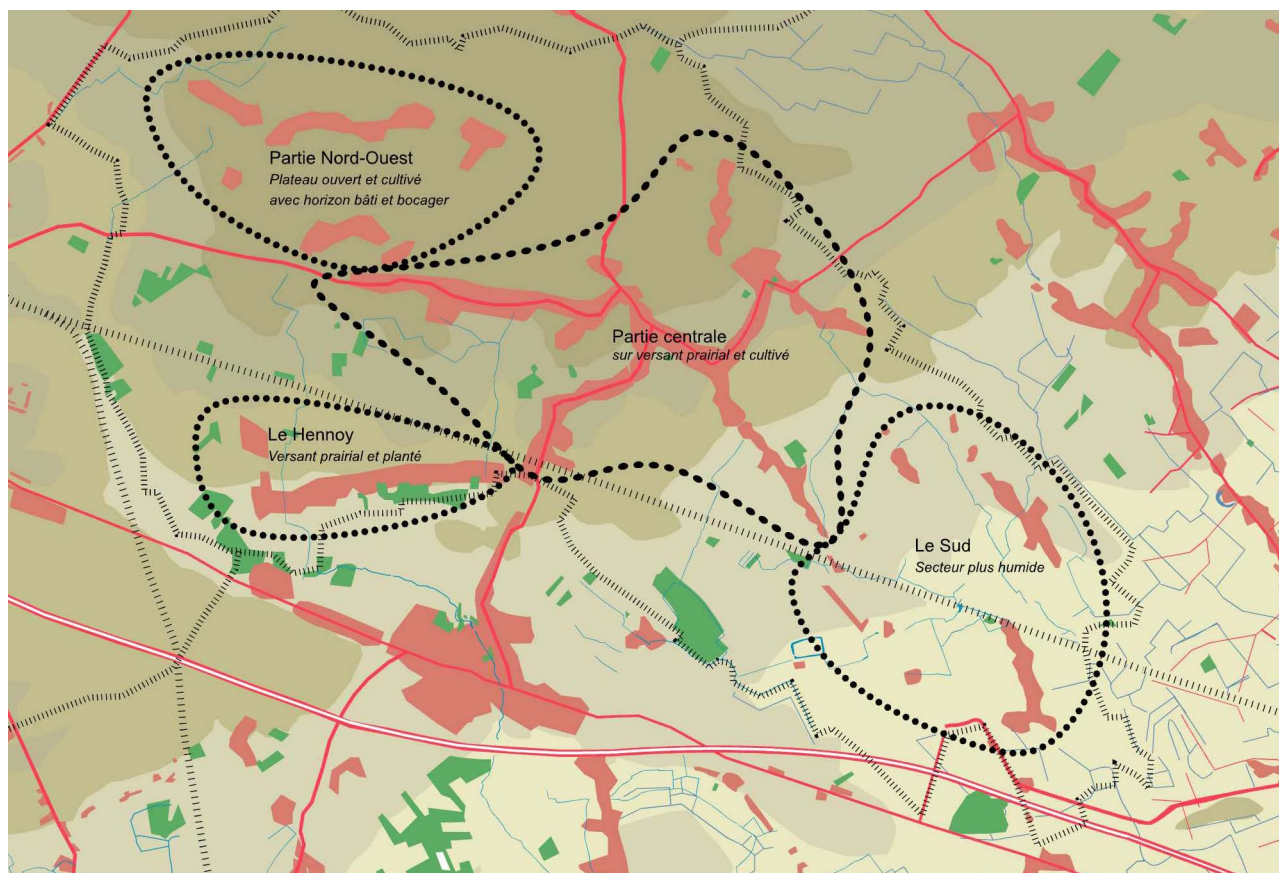 Partie Nord-Ouest
Plateau ouvert et cultivé
avec horizon bâti et bocager
Partie centrale
sur versant prairial et cultivé
Le Hennoy
Versant prairial et planté
Le Sud
Secteur plus humide